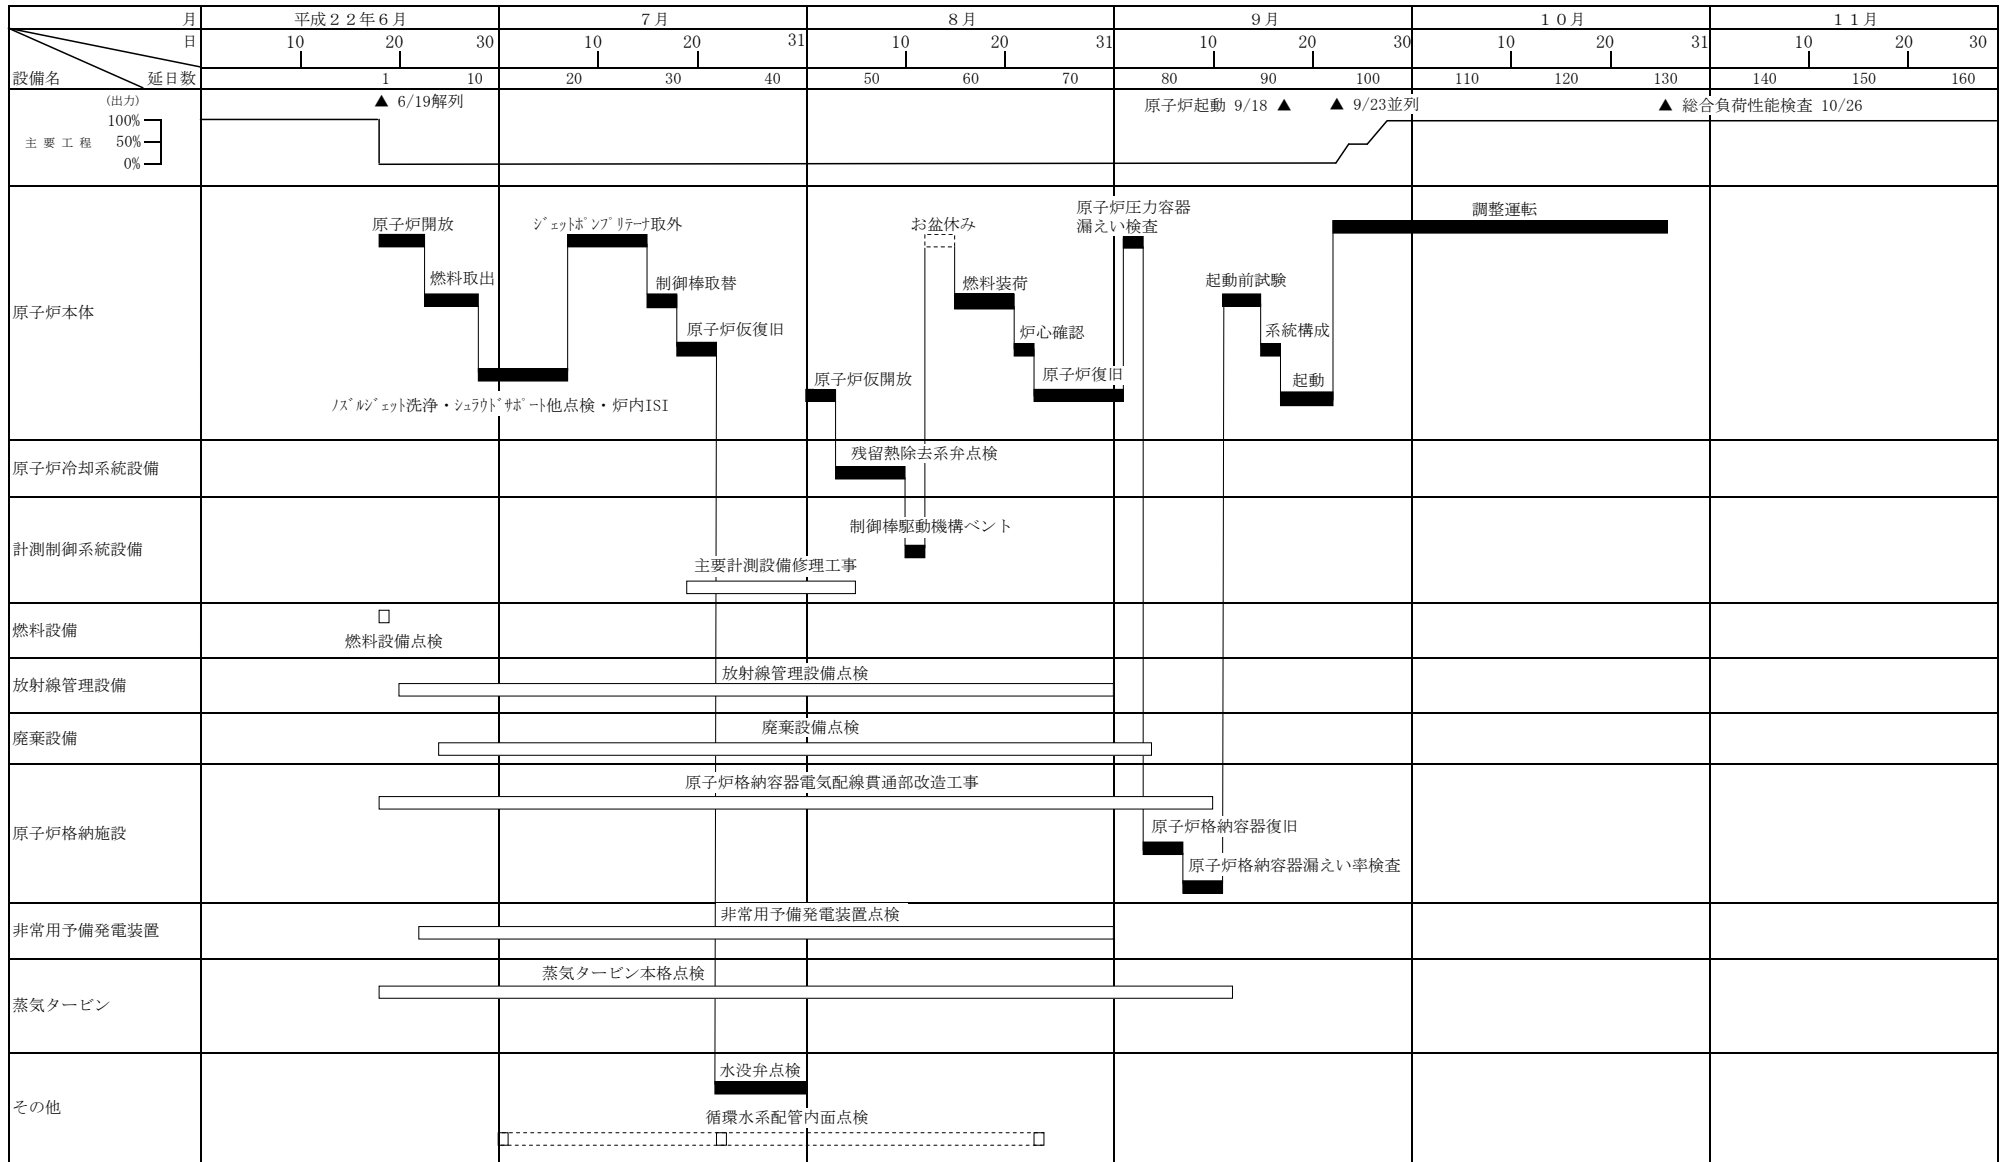 月 平成２２年６月 ７月 ８月 ９月 １０月 １１月
日 10 20 30 10 20 31 10 20 31 10 20 30 10 20 31 10 20 30
設備名 延日数 1 10 20 30 40 50 60 70 80 90 100 110 120 130 140 150 160
主要工程
(出力)
100%
50%
0%
▲ 6/19解列
原子炉起動 9/18 ▲
▲ 9/23並列
▲ 総合負荷性能検査 10/26
原子炉本体
原子炉開放
燃料取出
ﾉｽﾞﾙｼﾞｪｯﾄ洗浄・ｼｭﾗｳﾄﾞｻﾎﾟｰﾄ他点検・炉内ISI
ｼﾞｪｯﾄﾎﾟﾝﾌﾟﾘﾃｰﾅ取外
制御棒取替
原子炉仮復旧
原子炉仮開放
お盆休み
燃料装荷
炉心確認
原子炉復旧
原子炉圧力容器
漏えい検査
起動前試験
系統構成
起動
調整運転
原子炉冷却系統設備
残留熱除去系弁点検
計測制御系統設備
制御棒駆動機構ベント
主要計測設備修理工事
燃料設備
燃料設備点検
放射線管理設備
放射線管理設備点検
廃棄設備
廃棄設備点検
原子炉格納施設
原子炉格納容器電気配線貫通部改造工事
原子炉格納容器復旧
原子炉格納容器漏えい率検査
非常用予備発電装置
非常用予備発電装置点検
蒸気タービン
蒸気タービン本格点検
その他
水没弁点検
循環水系配管内面点検